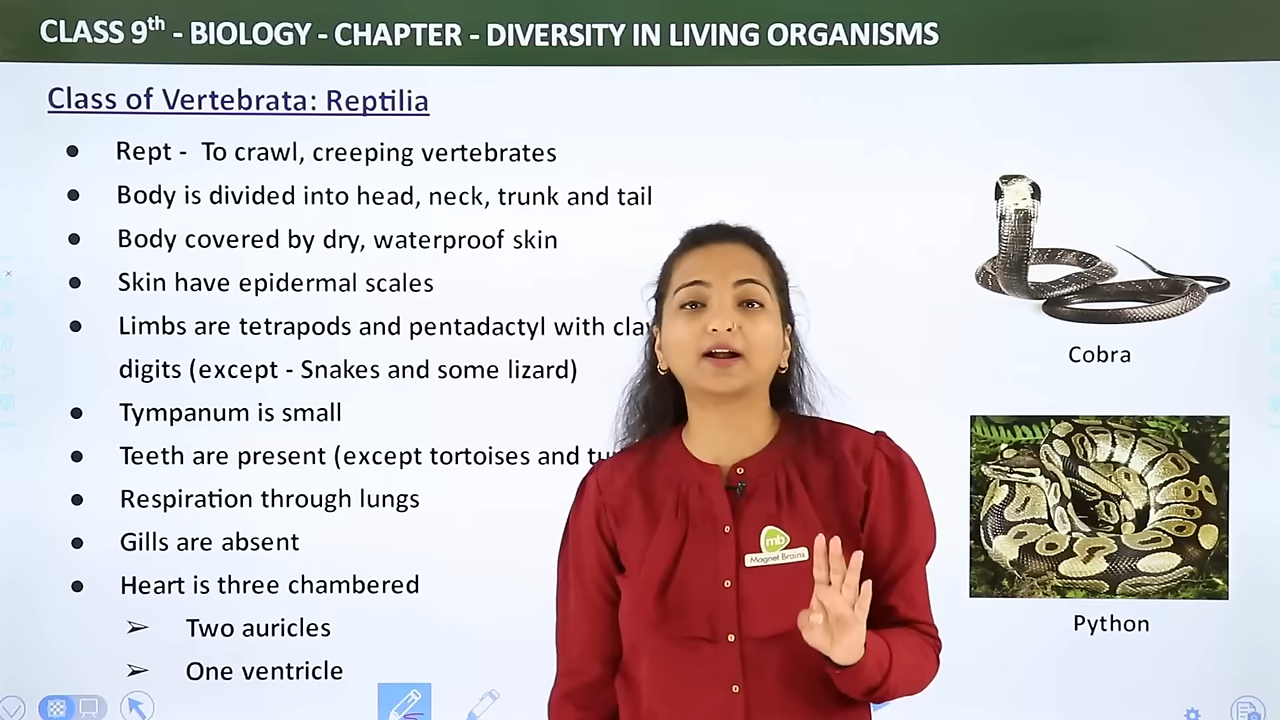 CLASS 9th - BIOLOGY - CHAPTER - DIVERSITY IN LIVING ORGANISMS
Class of Vertebrata: Reptilia
● Rept - To crawl, creeping vertebrates
● Body is divided into head, neck, trunk and tail
● Body covered by dry, waterproof skin
● Skin have epidermal scales
● Limbs are tetrapods and pentadactyl with
digits (except - Snakes and some lizard)
● Tympanum is small
● Teeth are present (except tortoises and
● Respiration through lungs
● Gills are absent
● Heart is three chambered
➢ Two auricles
➢ One ventricle
Cobra
Python
mb
Magnet Brains